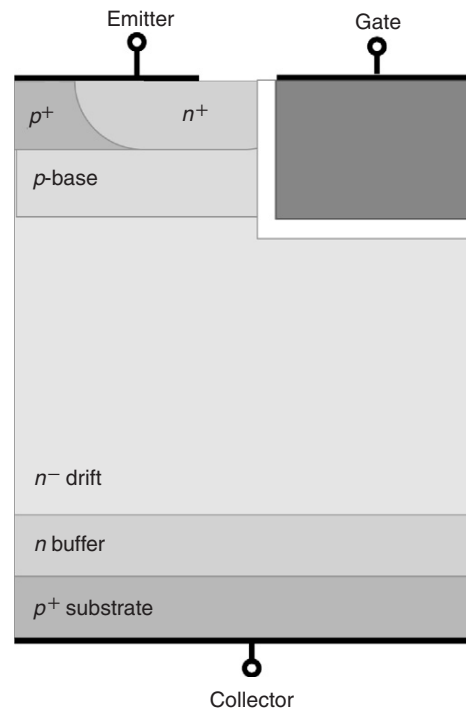 Emitter
Gate
p⁺
n⁺
p-base
n⁻ drift
n buffer
p⁺ substrate
Collector